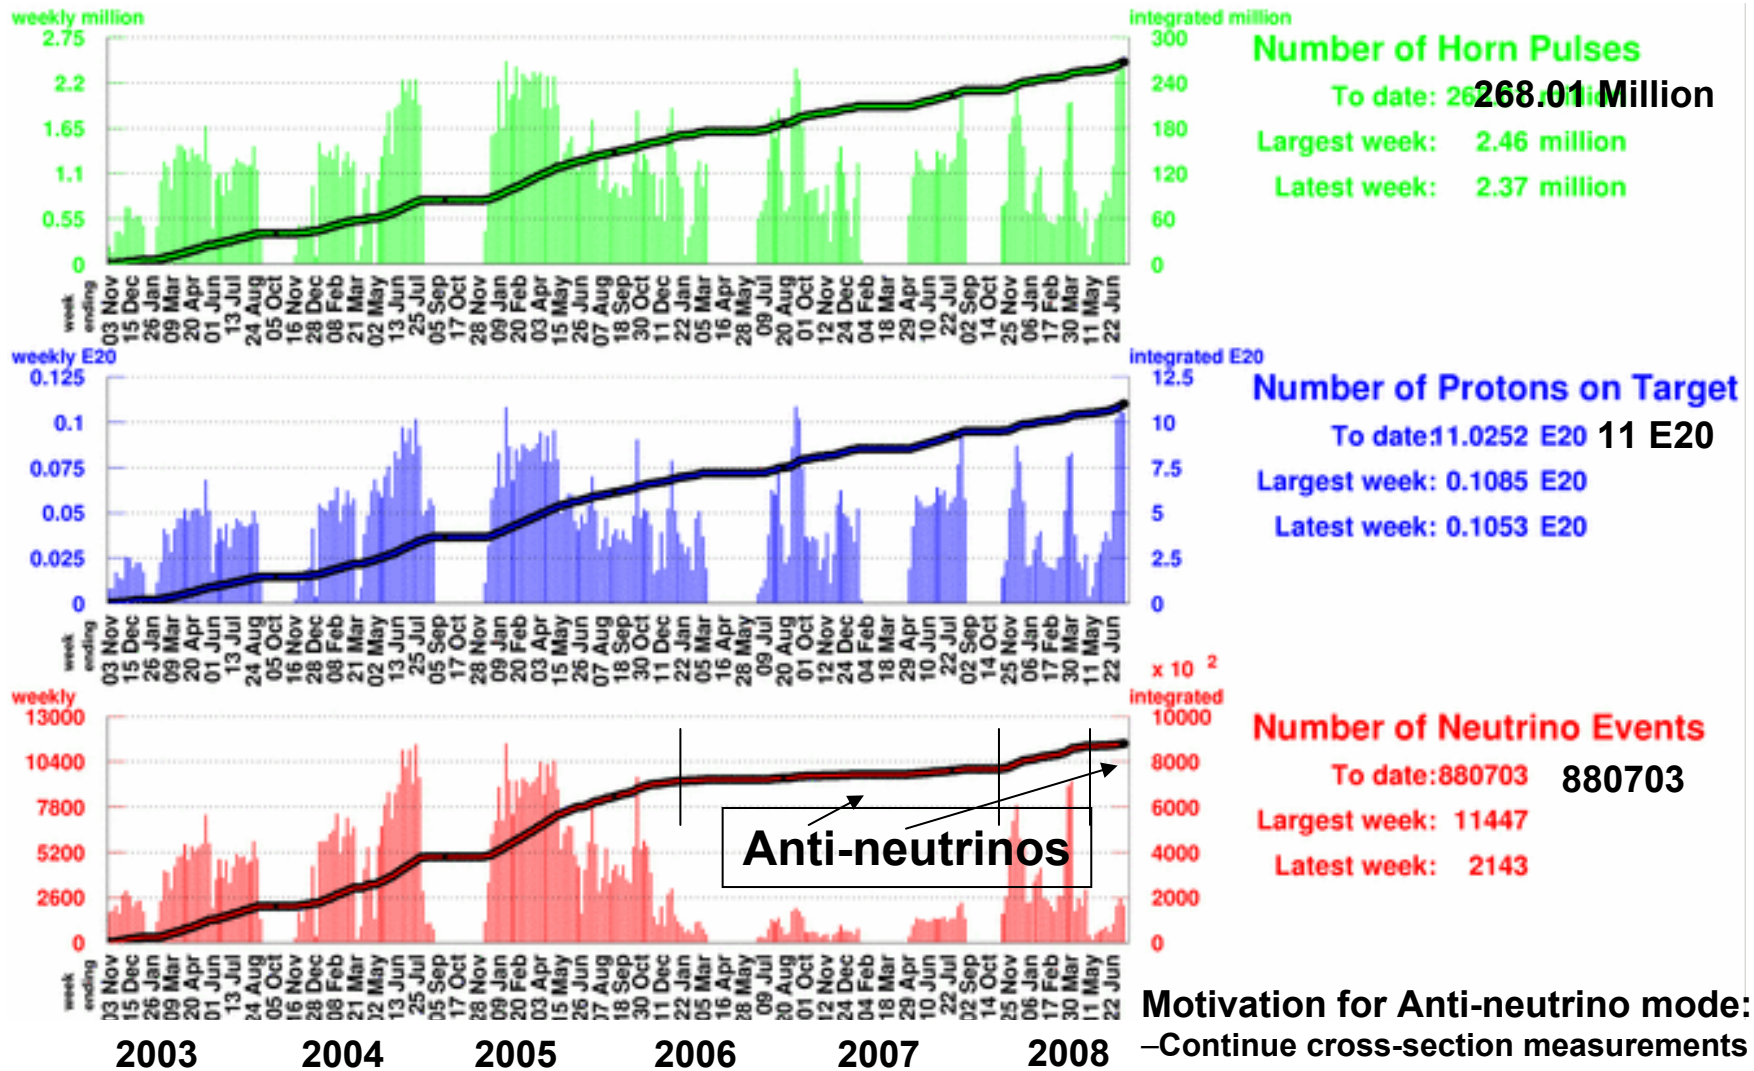 weekly million
integrated million
2.75
2.2
1.65
1.1
0.55
0
300
240
180
120
60
0
Number of Horn Pulses
To date: 268.01 Million
Largest week: 2.46 million
Latest week: 2.37 million
week ending
03 Nov
15 Dec
26 Jan
09 Mar
20 Apr
01 Jun
13 Jul
24 Aug
05 Oct
16 Nov
28 Dec
08 Feb
21 Mar
02 May
13 Jun
25 Jul
05 Sep
17 Oct
28 Nov
09 Jan
20 Feb
03 Apr
15 May
26 Jun
07 Aug
18 Sep
30 Oct
11 Dec
22 Jan
05 Mar
16 Apr
28 May
09 Jul
20 Aug
01 Oct
12 Nov
24 Dec
04 Feb
18 Mar
29 Apr
10 Jun
22 Jul
02 Sep
14 Oct
25 Nov
06 Jan
17 Feb
30 Mar
11 May
22 Jun
weekly E20
integrated E20
0.125
0.1
0.075
0.05
0.025
0
12.5
10
7.5
5
2.5
0
Number of Protons on Target
To date:11.0252 E20 11 E20
Largest week: 0.1085 E20
Latest week: 0.1053 E20
week ending
03 Nov
15 Dec
26 Jan
09 Mar
20 Apr
01 Jun
13 Jul
24 Aug
05 Oct
16 Nov
28 Dec
08 Feb
21 Mar
02 May
13 Jun
25 Jul
05 Sep
17 Oct
28 Nov
09 Jan
20 Feb
03 Apr
15 May
26 Jun
07 Aug
18 Sep
30 Oct
11 Dec
22 Jan
05 Mar
16 Apr
28 May
09 Jul
20 Aug
01 Oct
12 Nov
24 Dec
04 Feb
18 Mar
29 Apr
10 Jun
22 Jul
02 Sep
14 Oct
25 Nov
06 Jan
17 Feb
30 Mar
11 May
22 Jun
x 10 2
weekly
integrated
13000
10400
7800
5200
2600
0
10000
8000
6000
4000
2000
0
Number of Neutrino Events
To date:880703 880703
Largest week: 11447
Latest week: 2143
Anti-neutrinos
week ending
03 Nov
15 Dec
26 Jan
09 Mar
20 Apr
01 Jun
13 Jul
24 Aug
05 Oct
16 Nov
28 Dec
08 Feb
21 Mar
02 May
13 Jun
25 Jul
05 Sep
17 Oct
28 Nov
09 Jan
20 Feb
03 Apr
15 May
26 Jun
07 Aug
18 Sep
30 Oct
11 Dec
22 Jan
05 Mar
16 Apr
28 May
09 Jul
20 Aug
01 Oct
12 Nov
24 Dec
04 Feb
18 Mar
29 Apr
10 Jun
22 Jul
02 Sep
14 Oct
25 Nov
06 Jan
17 Feb
30 Mar
11 May
22 Jun
2003 2004 2005 2006 2007 2008
Motivation for Anti-neutrino mode:
–Continue cross-section measurements